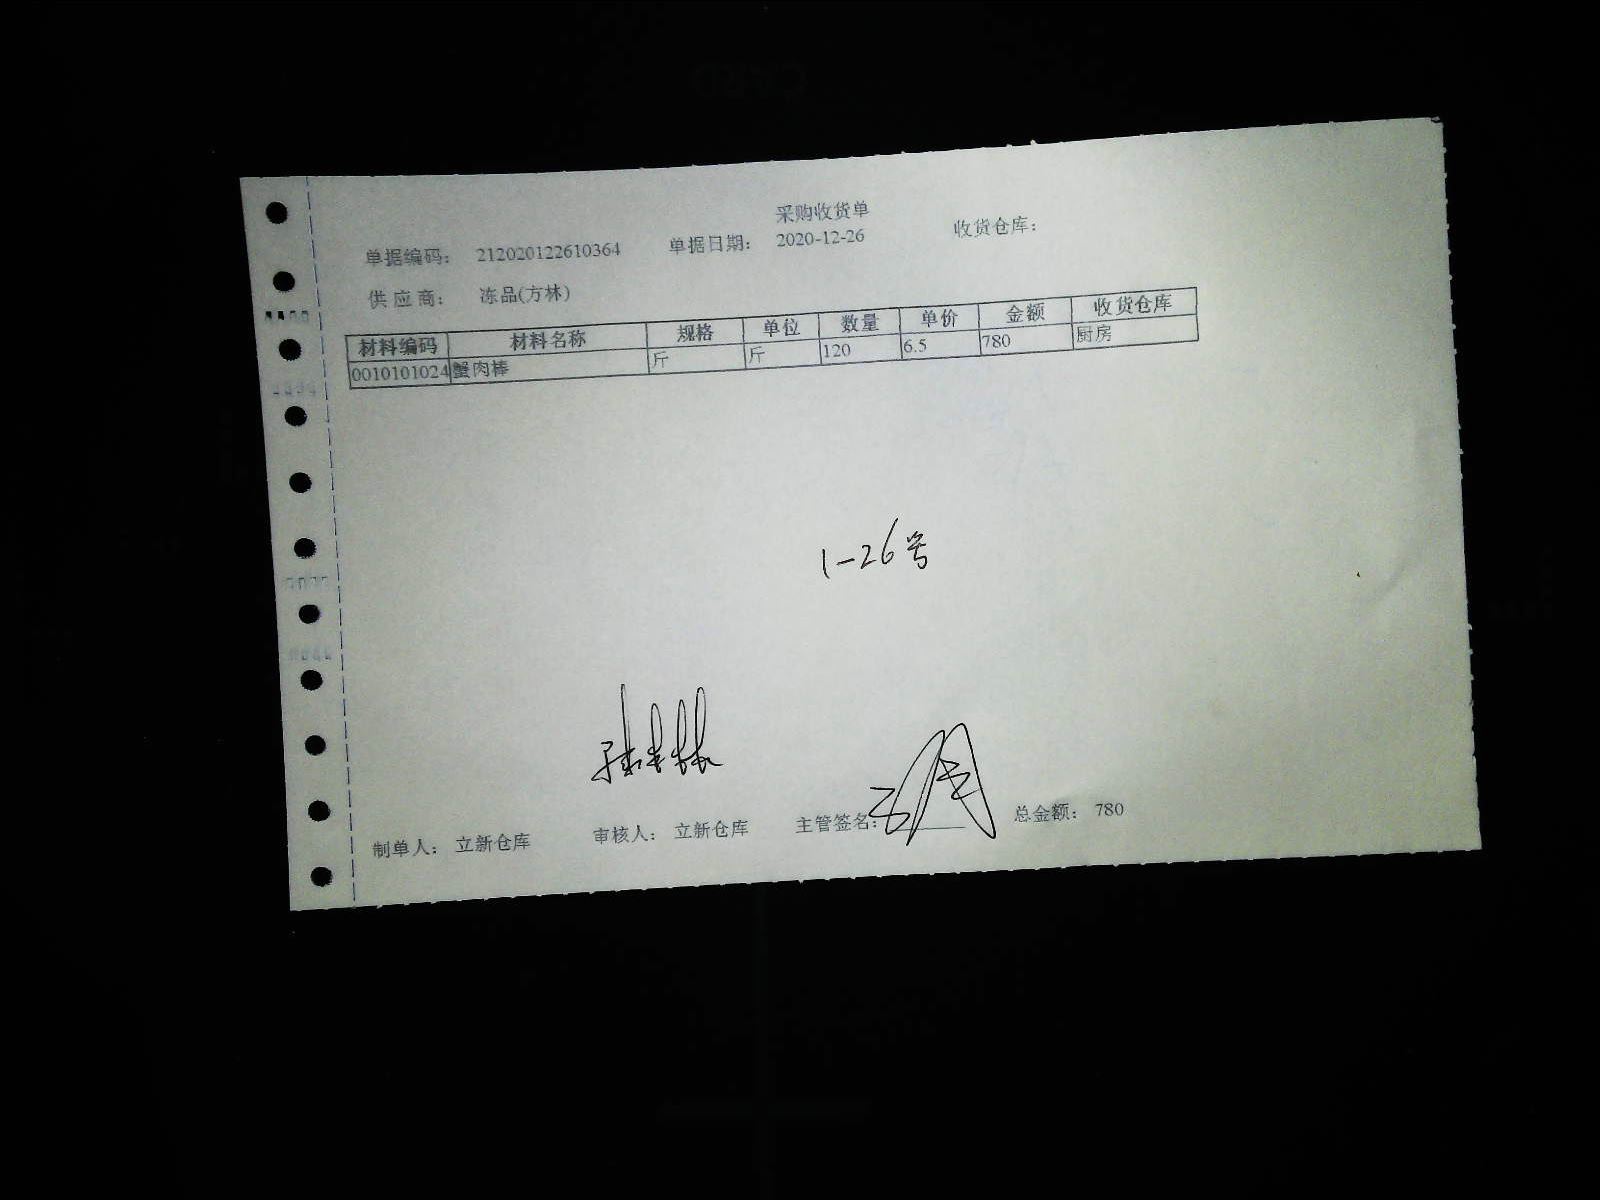 采购收货单
单据编码： 212020122610364 单据日期： 2020-12-26 收货仓库：
供应商： 冻品(方林)
材料编码 材料名称 规格 单位 数量 单价 金额 收货仓库
0010101024 蟹肉棒 斤 斤 120 6.5 780 厨房
1-26号
制单人： 立新仓库 审核人： 立新仓库 主管签名： 总金额： 780